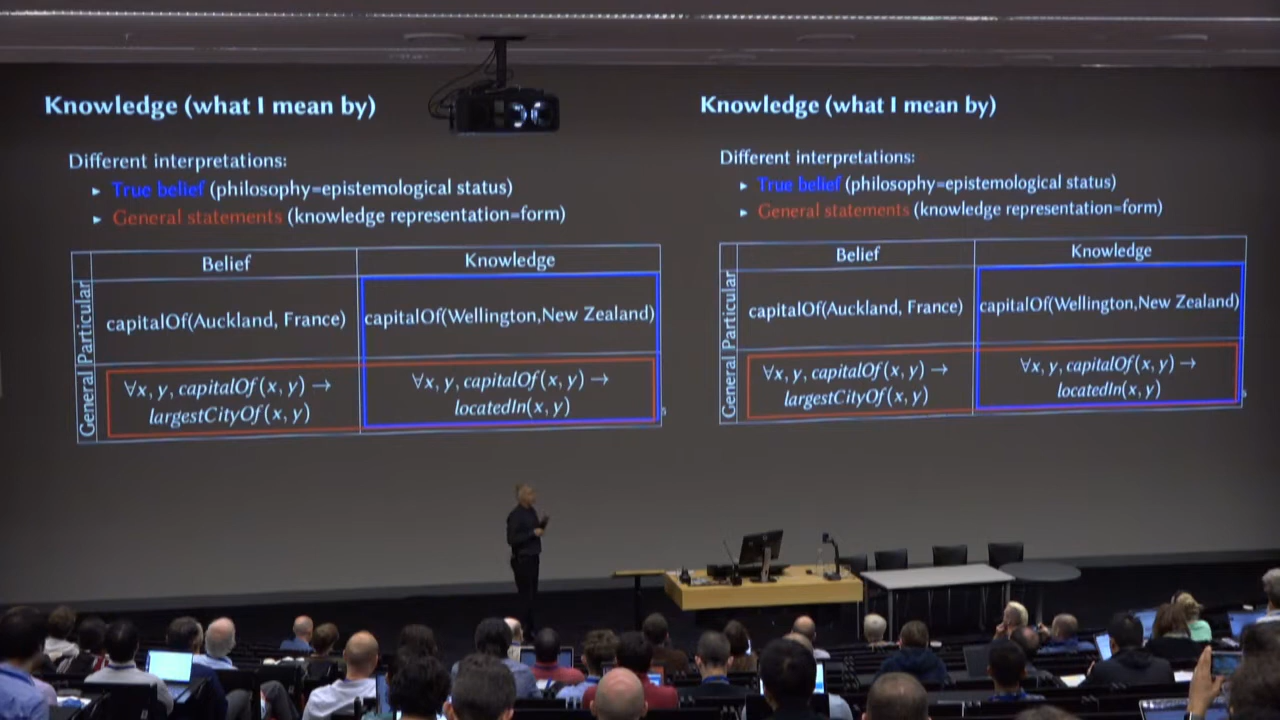 Knowledge (what I mean by)
Different interpretations:
▸ True belief (philosophy=epistemological status)
▸ General statements (knowledge representation=form)
Belief Knowledge
Particular
capitalOf(Auckland, France) capitalOf(Wellington,New Zealand)
General
∀x, y, capitalOf(x, y) → ∀x, y, capitalOf(x, y) →
largestCityOf(x, y) locatedIn(x, y)
Knowledge (what I mean by)
Different interpretations:
▸ True belief (philosophy=epistemological status)
▸ General statements (knowledge representation=form)
Belief Knowledge
Particular
capitalOf(Auckland, France) capitalOf(Wellington,New Zealand)
General
∀x, y, capitalOf(x, y) → ∀x, y, capitalOf(x, y) →
largestCityOf(x, y) locatedIn(x, y)